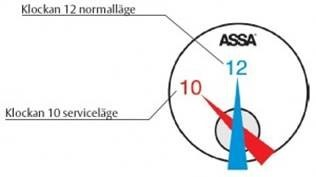 Klockan 12 normalläge
ASSA®
12
10
Klockan 10 serviceläge